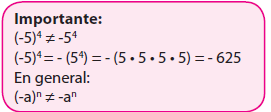 Importante:
(-5)⁴ ≠ -5⁴
(-5)⁴ = - (5⁴) = - (5 • 5 • 5 • 5) = - 625
En general:
(-a)ⁿ ≠ -aⁿ